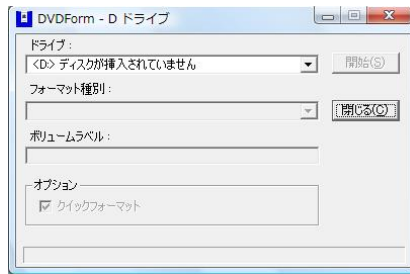 DVDForm - D ドライブ
ドライブ :
<D:> ディスクが挿入されていません
開始(S)
フォーマット種別 :
閉じる(C)
ボリュームラベル :
オプション
クイックフォーマット